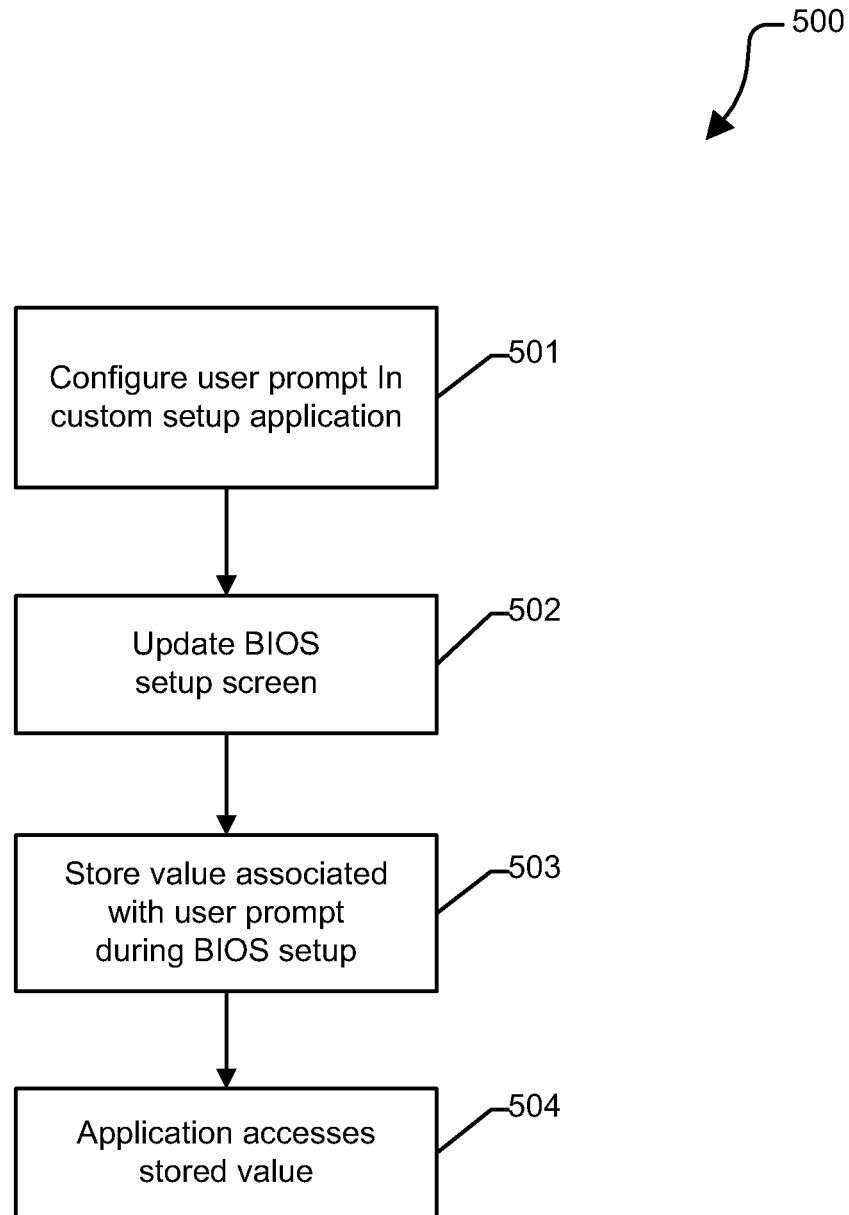 500
Configure user prompt In
custom setup application
501
Update BIOS
setup screen
502
Store value associated
with user prompt
during BIOS setup
503
Application accesses
stored value
504